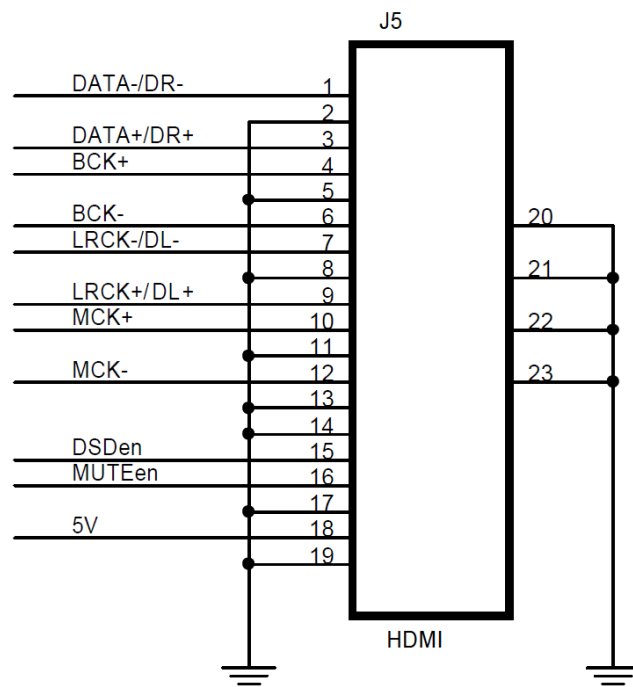 J5
DATA-/DR- 1
2
DATA+/DR+ 3
BCK+ 4
5
BCK- 6 20
LRCK-/DL- 7
8 21
LRCK+/DL+ 9
MCK+ 10 22
11
MCK- 12 23
13
14
DSDen 15
MUTEen 16
17
5V 18
19
HDMI